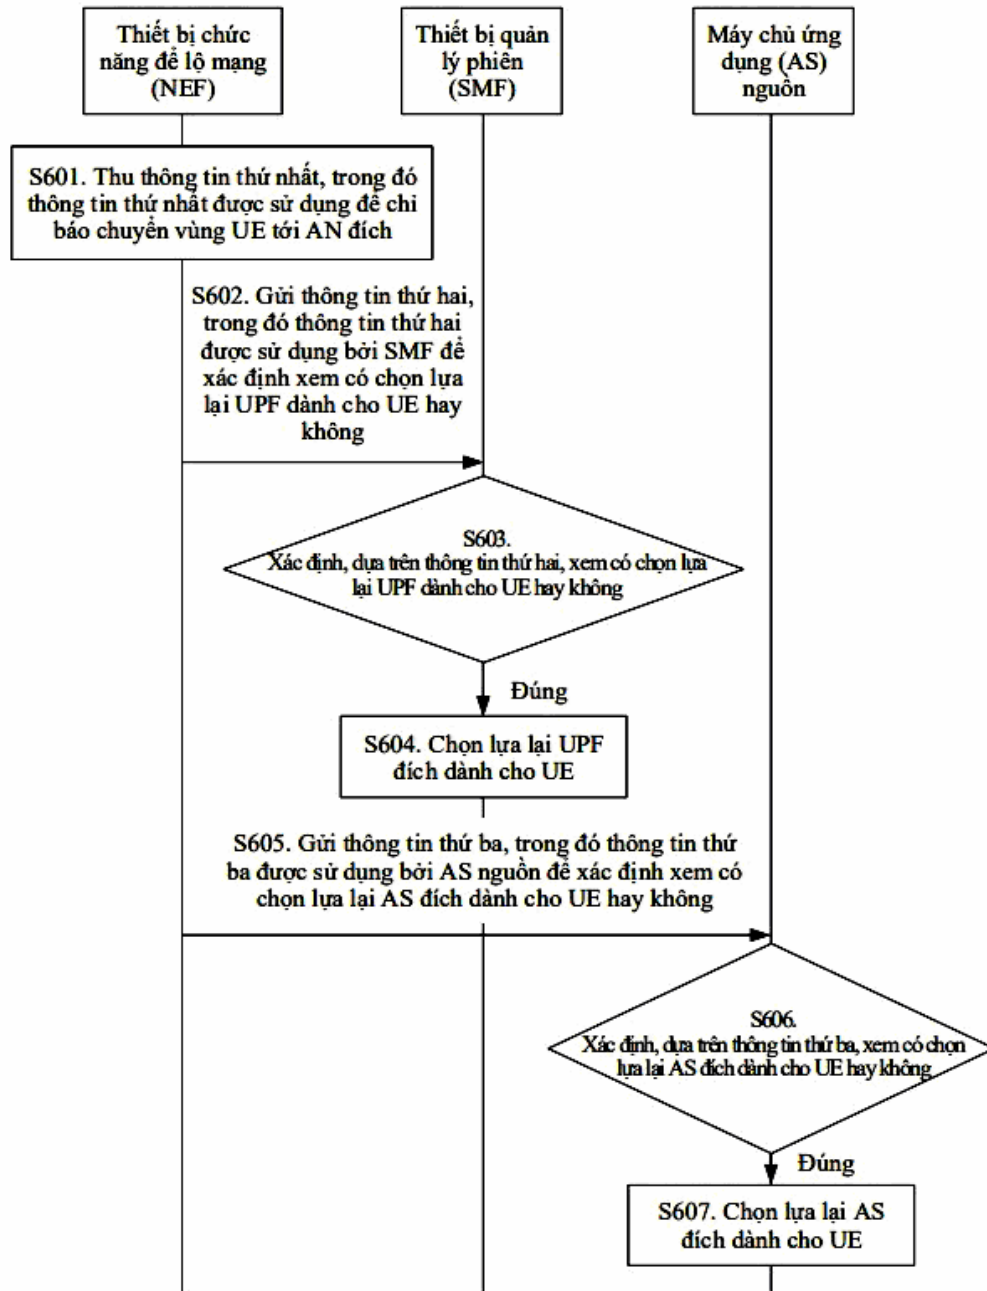 Thiết bị chức
năng để lộ mạng
(NEF)
Thiết bị quản
lý phiên
(SMF)
Máy chủ ứng
dụng (AS)
nguồn
S601. Thu thông tin thứ nhất, trong đó
thông tin thứ nhất được sử dụng để chỉ
báo chuyển vùng UE tới AN đích
S602. Gửi thông tin thứ hai,
trong đó thông tin thứ hai
được sử dụng bởi SMF để
xác định xem có chọn lựa
lại UPF dành cho UE hay
không
S603.
Xác định, dựa trên thông tin thứ hai, xem có chọn lựa
lại UPF dành cho UE hay không
Đúng
S604. Chọn lựa lại UPF
đích dành cho UE
S605. Gửi thông tin thứ ba, trong đó thông tin thứ
ba được sử dụng bởi AS nguồn để xác định xem có
chọn lựa lại AS đích dành cho UE hay không
S606.
Xác định, dựa trên thông tin thứ ba, xem có chọn
lựa lại AS đích dành cho UE hay không
Đúng
S607. Chọn lựa lại AS
đích dành cho UE